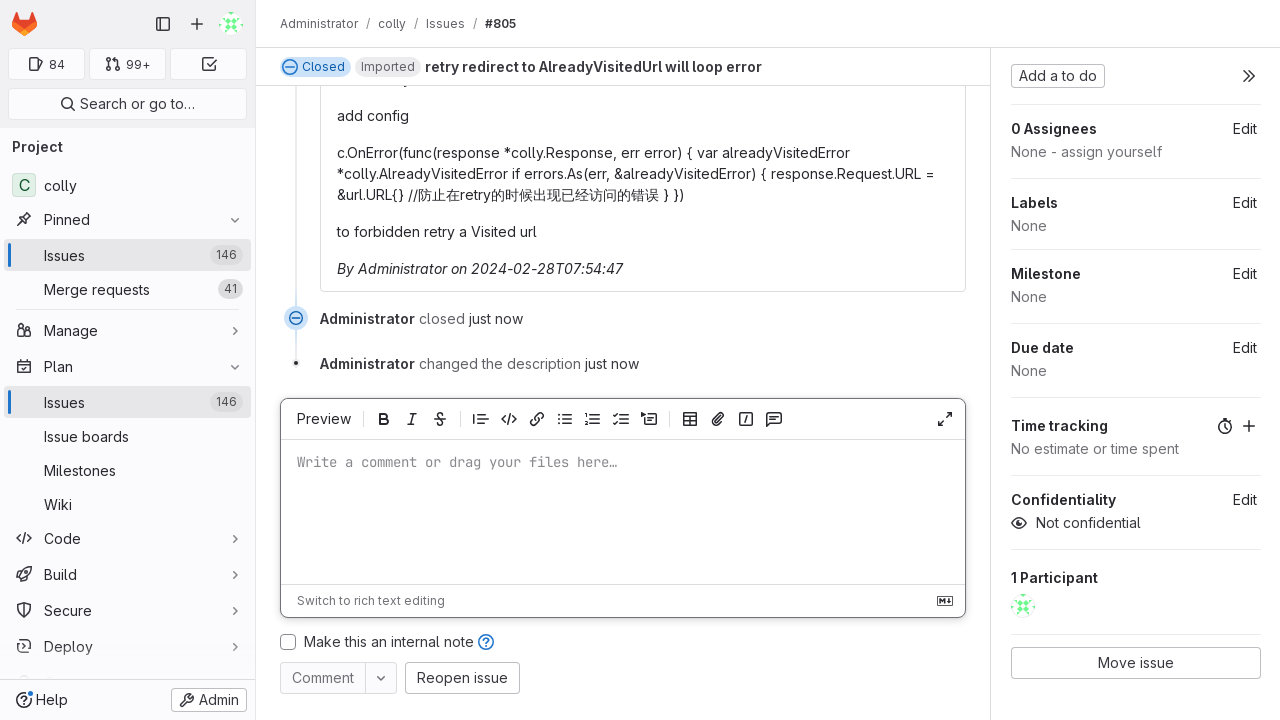 Administrator / colly / Issues / #805
84
99+
Search or go to…
Closed Imported retry redirect to AlreadyVisitedUrl will loop error
Project
C colly
Pinned
Issues 146
Merge requests 41
Manage
Plan
Issues 146
Issue boards
Milestones
Wiki
Code
Build
Secure
Deploy
Help
Admin
add config
c.OnError(func(response *colly.Response, err error) { var alreadyVisitedError
*colly.AlreadyVisitedError if errors.As(err, &alreadyVisitedError) { response.Request.URL =
&url.URL{} //防止在retry的时候出现已经访问的错误 } })
to forbidden retry a Visited url
By Administrator on 2024-02-28T07:54:47
Administrator closed just now
Administrator changed the description just now
Preview
Write a comment or drag your files here…
Switch to rich text editing
Make this an internal note
Comment
Reopen issue
Add a to do
0 Assignees Edit
None - assign yourself
Labels Edit
None
Milestone Edit
None
Due date Edit
None
Time tracking
No estimate or time spent
Confidentiality Edit
Not confidential
1 Participant
Move issue